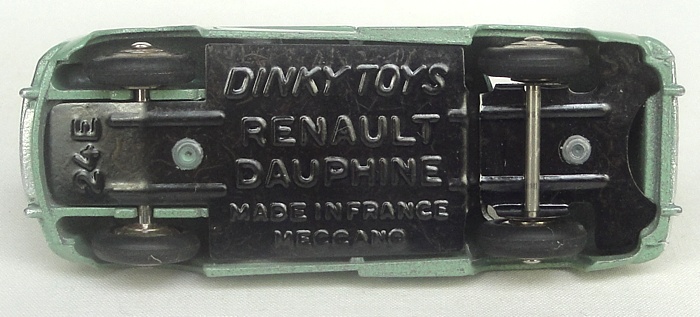 DINKY TOYS
RENAULT
DAUPHINE
MADE IN FRANCE
MECCANO
24E